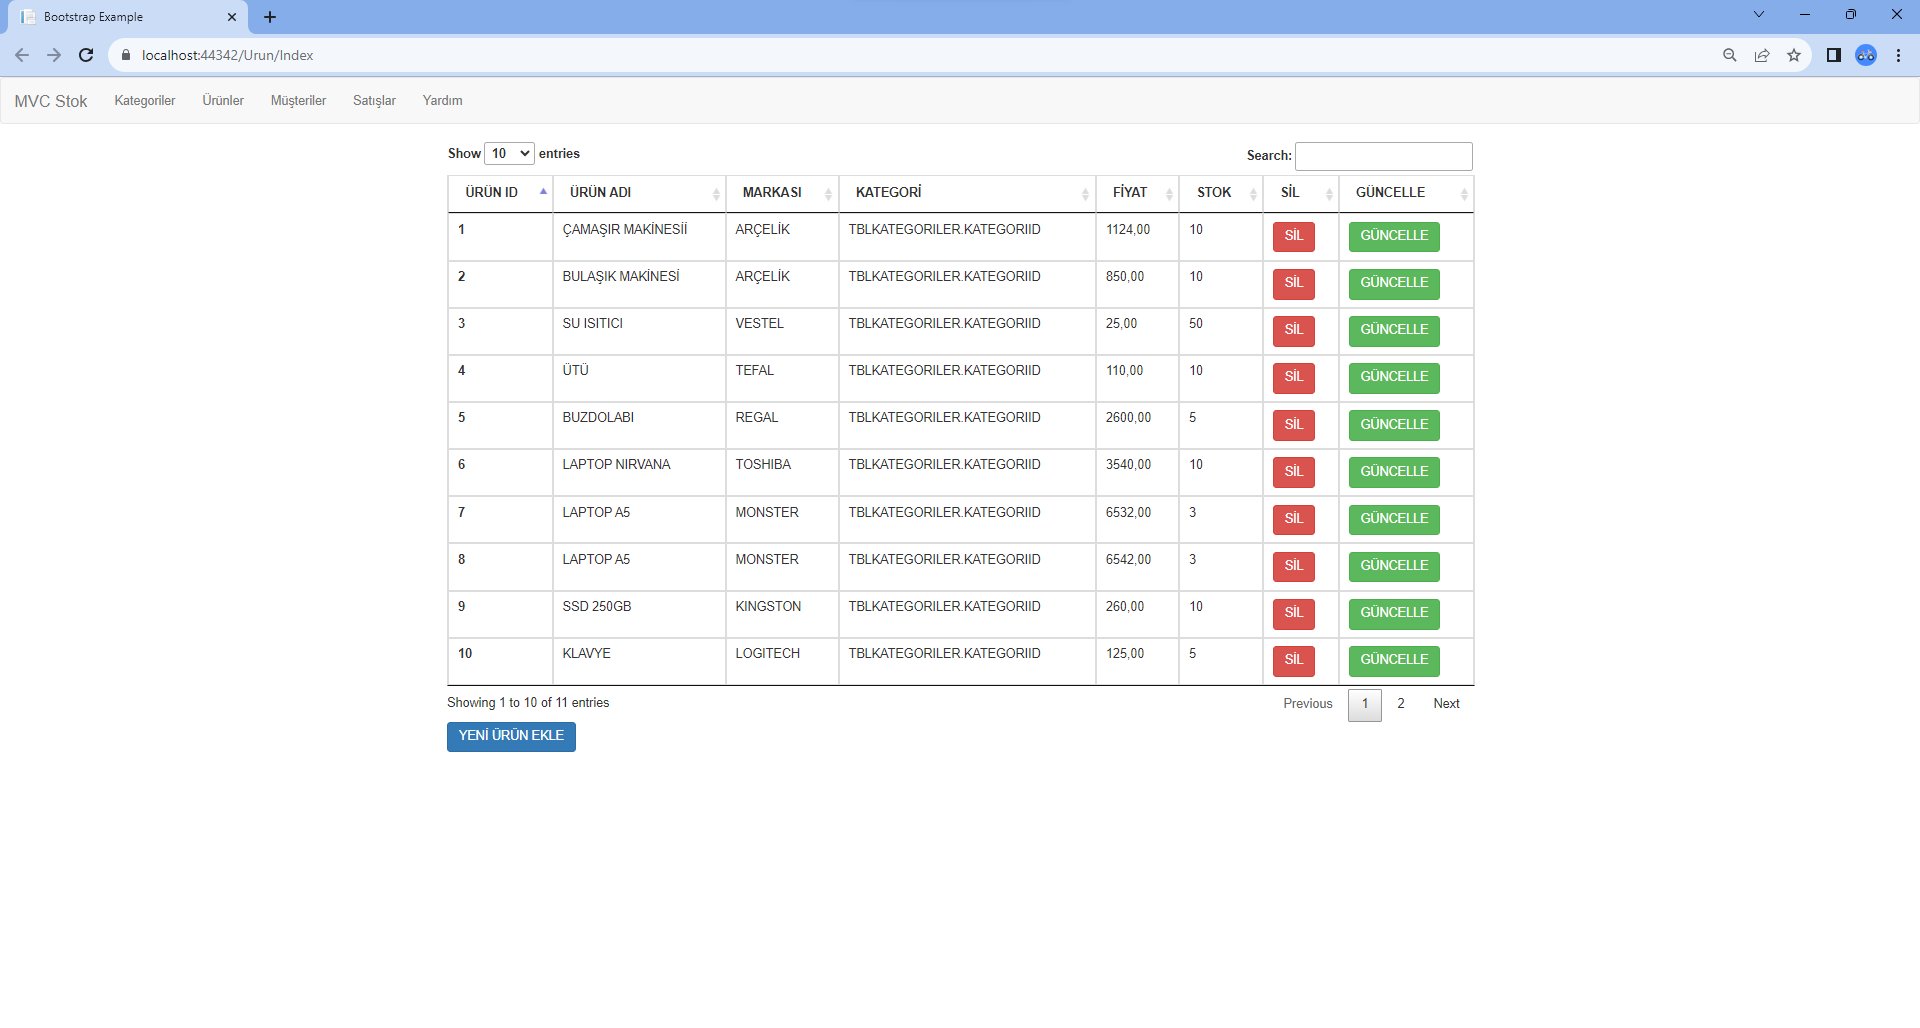 Bootstrap Example
localhost:44342/Urun/Index
MVC Stok Kategoriler Ürünler Müşteriler Satışlar Yardım
Show 10 entries Search:
ÜRÜN ID ÜRÜN ADI MARKASI KATEGORİ FİYAT STOK SİL GÜNCELLE
1 ÇAMAŞIR MAKİNESİİ ARÇELİK TBLKATEGORILER.KATEGORIID 1124,00 10 SİL GÜNCELLE
2 BULAŞIK MAKİNESİ ARÇELİK TBLKATEGORILER.KATEGORIID 850,00 10 SİL GÜNCELLE
3 SU ISITICI VESTEL TBLKATEGORILER.KATEGORIID 25,00 50 SİL GÜNCELLE
4 ÜTÜ TEFAL TBLKATEGORILER.KATEGORIID 110,00 10 SİL GÜNCELLE
5 BUZDOLABI REGAL TBLKATEGORILER.KATEGORIID 2600,00 5 SİL GÜNCELLE
6 LAPTOP NIRVANA TOSHIBA TBLKATEGORILER.KATEGORIID 3540,00 10 SİL GÜNCELLE
7 LAPTOP A5 MONSTER TBLKATEGORILER.KATEGORIID 6532,00 3 SİL GÜNCELLE
8 LAPTOP A5 MONSTER TBLKATEGORILER.KATEGORIID 6542,00 3 SİL GÜNCELLE
9 SSD 250GB KINGSTON TBLKATEGORILER.KATEGORIID 260,00 10 SİL GÜNCELLE
10 KLAVYE LOGITECH TBLKATEGORILER.KATEGORIID 125,00 5 SİL GÜNCELLE
Showing 1 to 10 of 11 entries Previous 1 2 Next
YENİ ÜRÜN EKLE